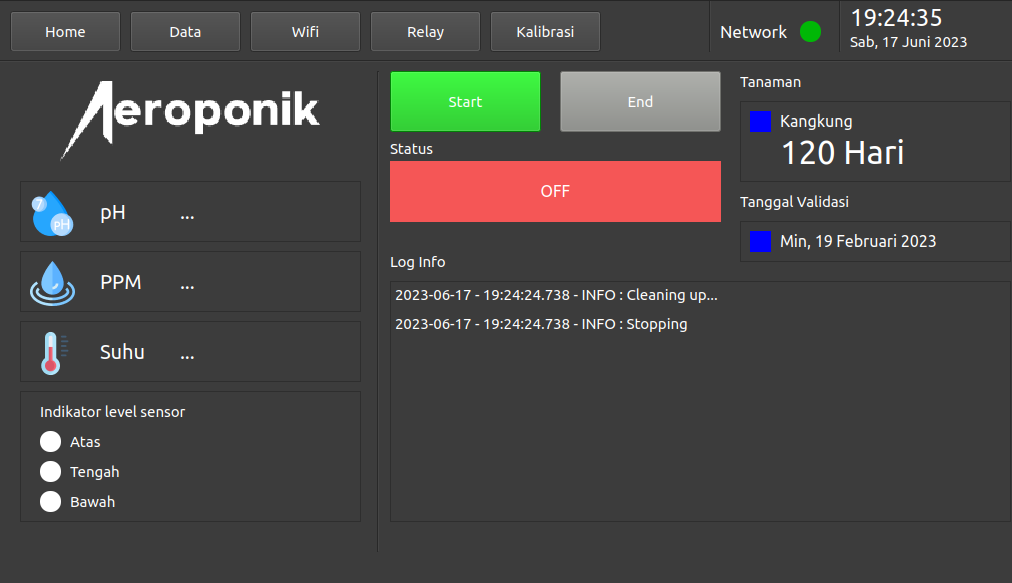 Home
Data
Wifi
Relay
Kalibrasi
Network
19:24:35
Sab, 17 Juni 2023
Aeroponik
7
pH
pH
...
PPM
...
Suhu
...
Indikator level sensor
Atas
Tengah
Bawah
Start
End
Status
OFF
Log Info
2023-06-17 - 19:24:24.738 - INFO : Cleaning up...
2023-06-17 - 19:24:24.738 - INFO : Stopping
Tanaman
Kangkung
120 Hari
Tanggal Validasi
Min, 19 Februari 2023